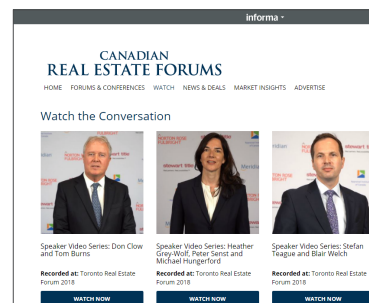 informa
CANADIAN
REAL ESTATE FORUMS
HOME FORUMS & CONFERENCES WATCH NEWS & DEALS MARKET INSIGHTS ADVERTISE
Watch the Conversation
Speaker Video Series: Don Clow and Tom Burns
Recorded at: Toronto Real Estate Forum 2018
WATCH NOW
Speaker Video Series: Heather Grey-Wolf, Peter Senst and Michael Hungerford
Recorded at: Toronto Real Estate Forum 2018
WATCH NOW
Speaker Video Series: Stefan Teague and Blair Welch
Recorded at: Toronto Real Estate Forum 2018
WATCH NOW